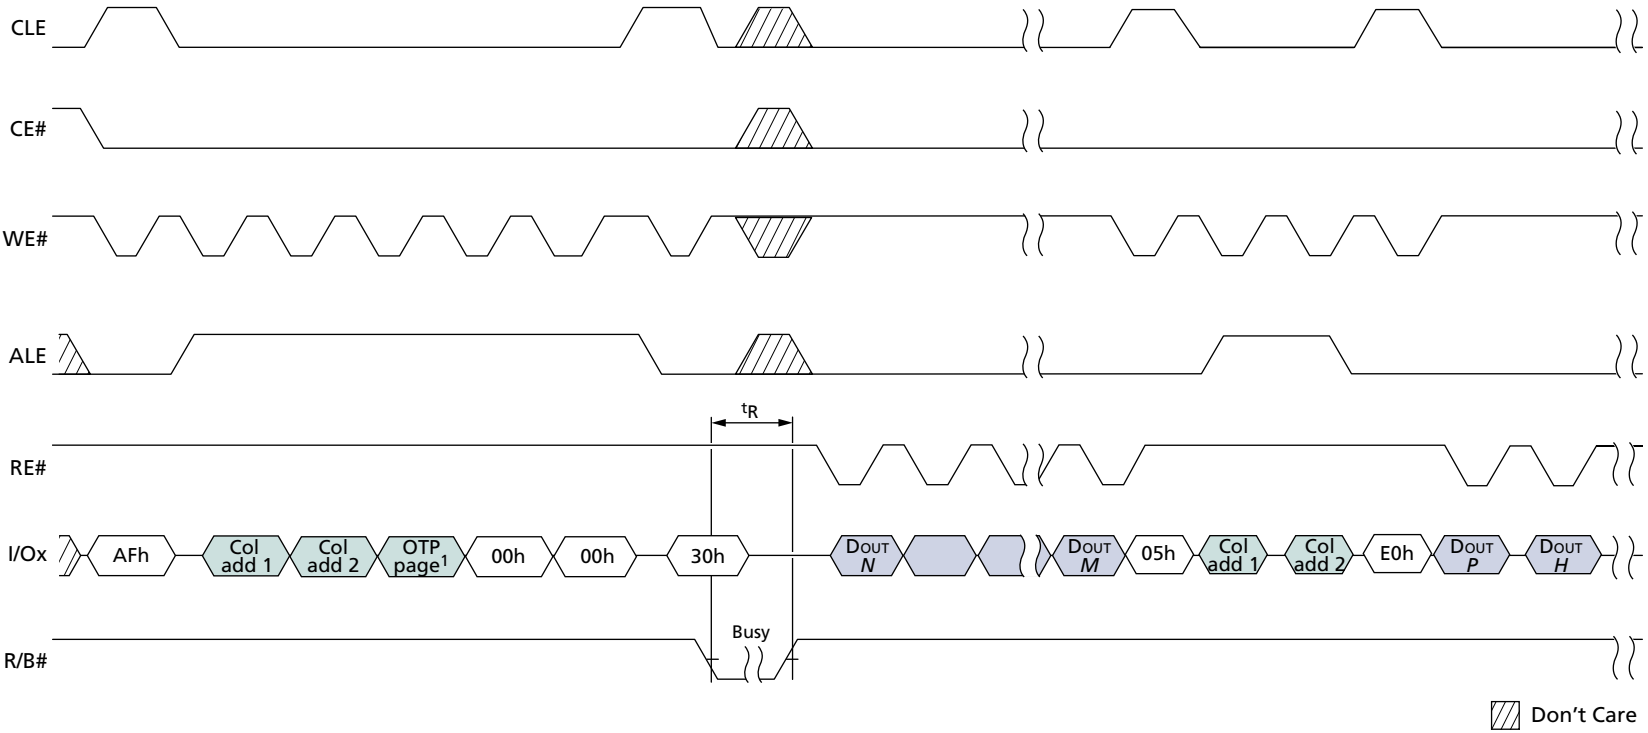 CLE
CE#
WE#
ALE
tR
RE#
I/Ox
AFh
Col add 1
Col add 2
OTP page1
00h
00h
30h
DOUT N
DOUT M
05h
Col add 1
Col add 2
E0h
DOUT P
DOUT H
Busy
R/B#
Don't Care